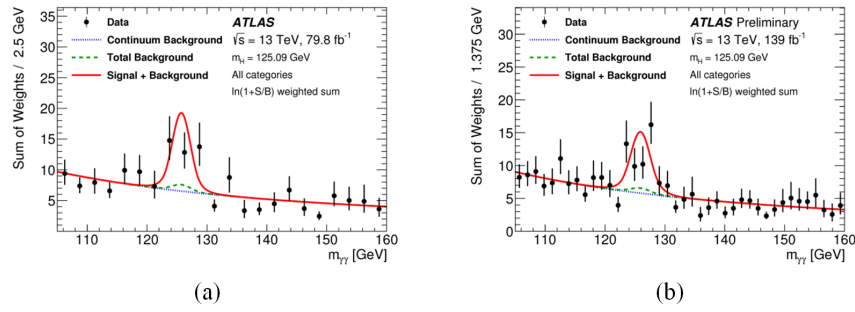 Sum of Weights / 2.5 GeV
35
30
25
20
15
10
5
Data
Continuum Background
Total Background
Signal + Background
ATLAS
√s = 13 TeV, 79.8 fb⁻¹
m_H = 125.09 GeV
All categories
ln(1+S/B) weighted sum
110 120 130 140 150 160
m_γγ [GeV]
(a)
Sum of Weights / 1.375 GeV
30
25
20
15
10
5
0
Data
Continuum Background
Total Background
Signal + Background
ATLAS Preliminary
√s = 13 TeV, 139 fb⁻¹
m_H = 125.09 GeV
All categories
ln(1+S/B) weighted sum
110 120 130 140 150 160
m_γγ [GeV]
(b)